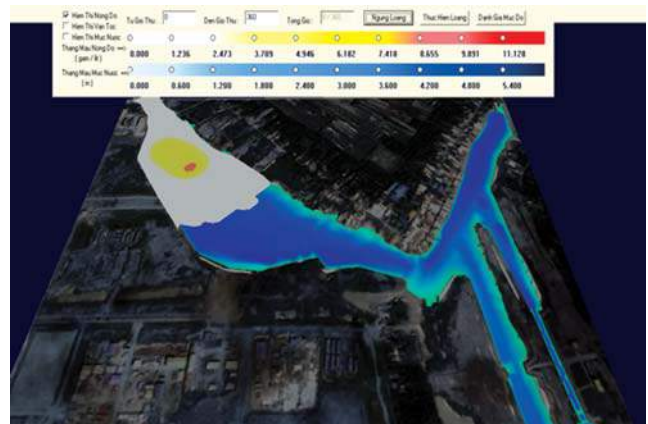 Hien Thi Nong Do Tu Gio Thu: 0 Den Gio Thu: 360 Tong Gio: Ngung Loang Thuc Hien Loang Danh Gia Muc Do
Hien Thi Van Toc
Hien Thi Muc Nuoc
Thang Mau Nong Do ==> 0.000 1.236 2.473 3.709 4.946 6.182 7.418 8.655 9.891 11.128
Thang Mau Muc Nuoc ==> 0.000 0.600 1.200 1.800 2.400 3.000 3.600 4.200 4.800 5.400
( m )